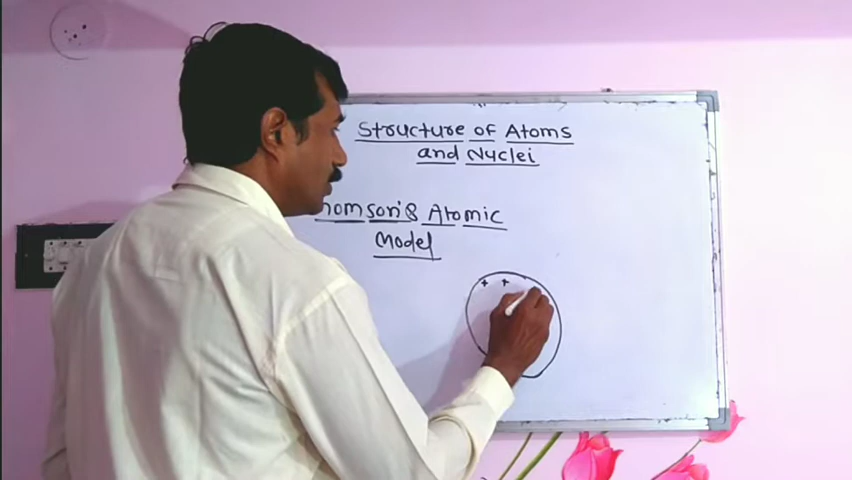 Structure of Atoms
and Nuclei
homson's Atomic
Model
+ +